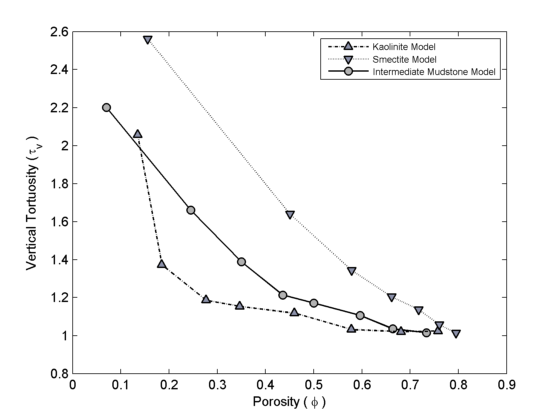 2.6
2.4
2.2
2
1.8
1.6
1.4
1.2
1
0.8
Vertical Tortuosity ( τv )
Kaolinite Model
Smectite Model
Intermediate Mudstone Model
0 0.1 0.2 0.3 0.4 0.5 0.6 0.7 0.8 0.9
Porosity ( ϕ )